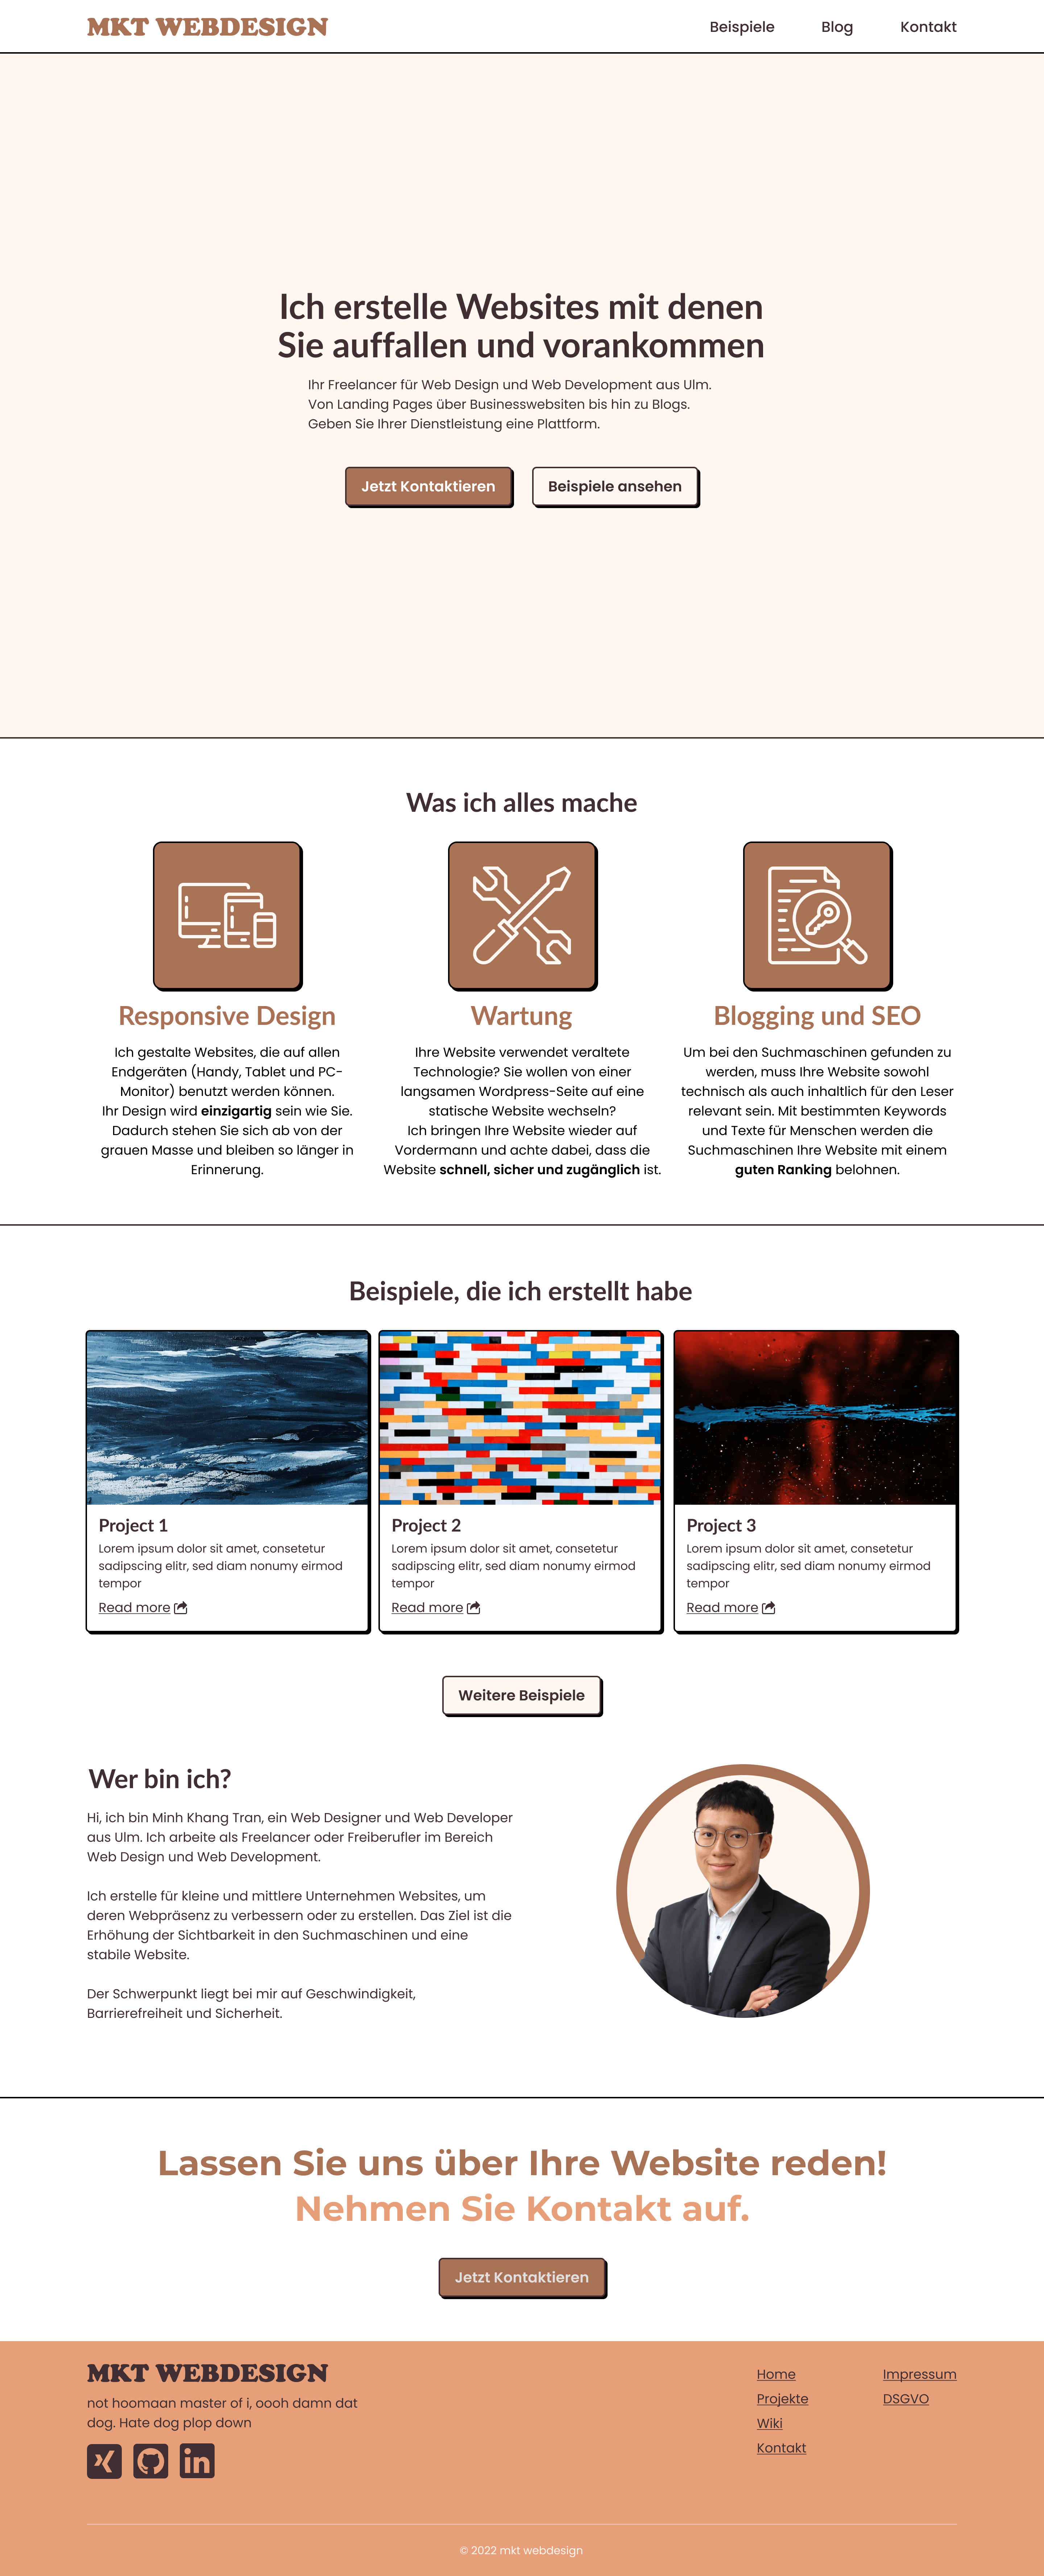 MKT WEBDESIGN
Beispiele
Blog
Kontakt
Ich erstelle Websites mit denen
Sie auffallen und vorankommen
Ihr Freelancer für Web Design und Web Development aus Ulm.
Von Landing Pages über Businesswebsiten bis hin zu Blogs.
Geben Sie Ihrer Dienstleistung eine Plattform.
Jetzt Kontaktieren
Beispiele ansehen
Was ich alles mache
Responsive Design
Ich gestalte Websites, die auf allen
Endgeräten (Handy, Tablet und PC-
Monitor) benutzt werden können.
Ihr Design wird einzigartig sein wie Sie.
Dadurch stehen Sie sich ab von der
grauen Masse und bleiben so länger in
Erinnerung.
Wartung
Ihre Website verwendet veraltete
Technologie? Sie wollen von einer
langsamen Wordpress-Seite auf eine
statische Website wechseln?
Ich bringen Ihre Website wieder auf
Vordermann und achte dabei, dass die
Website schnell, sicher und zugänglich ist.
Blogging und SEO
Um bei den Suchmaschinen gefunden zu
werden, muss Ihre Website sowohl
technisch als auch inhaltlich für den Leser
relevant sein. Mit bestimmten Keywords
und Texte für Menschen werden die
Suchmaschinen Ihre Website mit einem
guten Ranking belohnen.
Beispiele, die ich erstellt habe
Project 1
Lorem ipsum dolor sit amet, consetetur
sadipscing elitr, sed diam nonumy eirmod
tempor
Read more
Project 2
Lorem ipsum dolor sit amet, consetetur
sadipscing elitr, sed diam nonumy eirmod
tempor
Read more
Project 3
Lorem ipsum dolor sit amet, consetetur
sadipscing elitr, sed diam nonumy eirmod
tempor
Read more
Weitere Beispiele
Wer bin ich?
Hi, ich bin Minh Khang Tran, ein Web Designer und Web Developer
aus Ulm. Ich arbeite als Freelancer oder Freiberufler im Bereich
Web Design und Web Development.
Ich erstelle für kleine und mittlere Unternehmen Websites, um
deren Webpräsenz zu verbessern oder zu erstellen. Das Ziel ist die
Erhöhung der Sichtbarkeit in den Suchmaschinen und eine
stabile Website.
Der Schwerpunkt liegt bei mir auf Geschwindigkeit,
Barrierefreiheit und Sicherheit.
Lassen Sie uns über Ihre Website reden!
Nehmen Sie Kontakt auf.
Jetzt Kontaktieren
MKT WEBDESIGN
not hoomaan master of i, oooh damn dat
dog. Hate dog plop down
in
Home
Projekte
Wiki
Kontakt
Impressum
DSGVO
© 2022 mkt webdesign